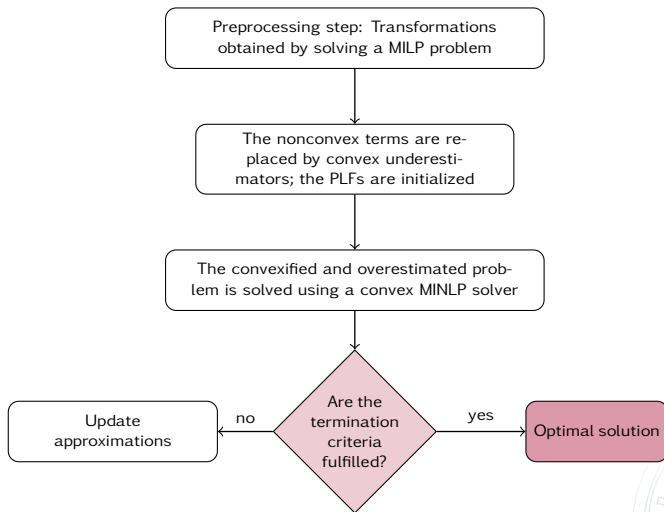 Preprocessing step: Transformations
obtained by solving a MILP problem
The nonconvex terms are re-
placed by convex underesti-
mators; the PLFs are initialized
The convexified and overestimated prob-
lem is solved using a convex MINLP solver
Are the
termination
criteria
fulfilled?
no
Update
approximations
yes
Optimal solution